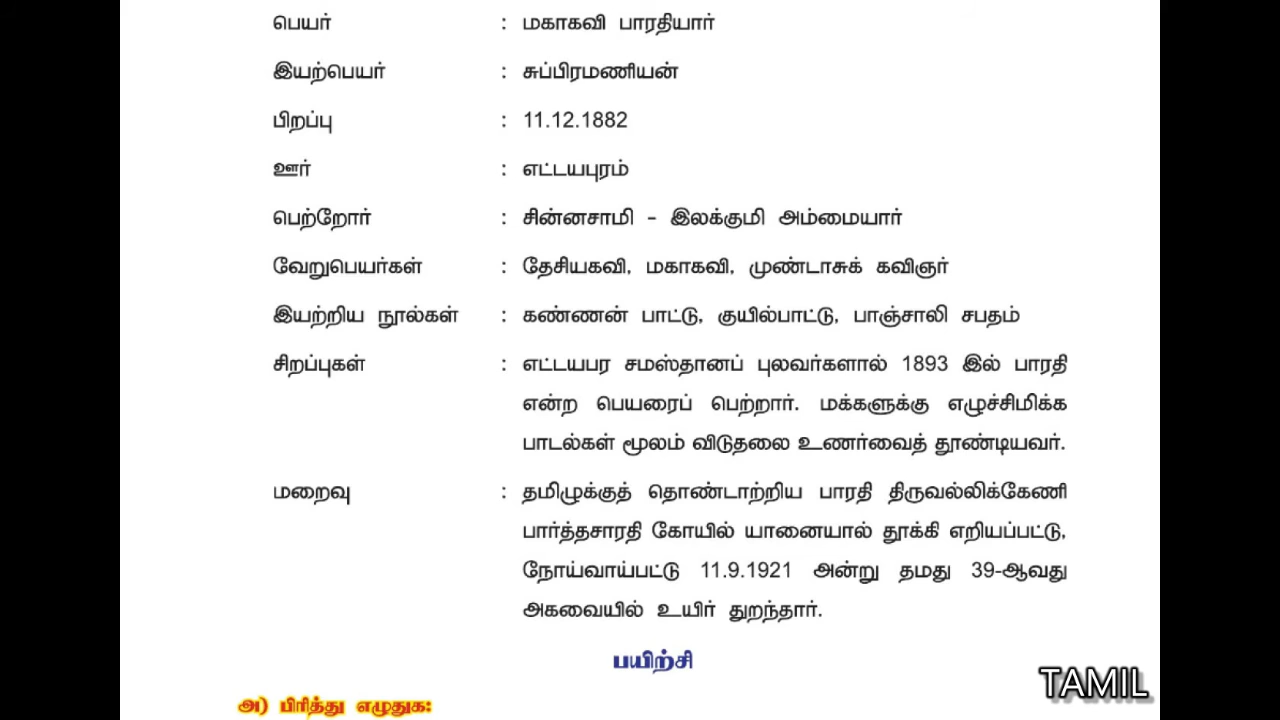 பெயர் : மகாகவி பாரதியார்
இயற்பெயர் : சுப்பிரமணியன்
பிறப்பு : 11.12.1882
ஊர் : எட்டயபுரம்
பெற்றோர் : சின்னசாமி - இலக்குமி அம்மையார்
வேறுபெயர்கள் : தேசியகவி, மகாகவி, முண்டாசுக் கவிஞர்
இயற்றிய நூல்கள் : கண்ணன் பாட்டு, குயில்பாட்டு, பாஞ்சாலி சபதம்
சிறப்புகள் : எட்டயபர சமஸ்தானப் புலவர்களால் 1893 இல் பாரதி
என்ற பெயரைப் பெற்றார். மக்களுக்கு எழுச்சிமிக்க
பாடல்கள் மூலம் விடுதலை உணர்வைத் தூண்டியவர்.
மறைவு : தமிழுக்குத் தொண்டாற்றிய பாரதி திருவல்லிக்கேணி
பார்த்தசாரதி கோயில் யானையால் தூக்கி எறியப்பட்டு,
நோய்வாய்பட்டு 11.9.1921 அன்று தமது 39-ஆவது
அகவையில் உயிர் துறந்தார்.
பயிற்சி
அ) பிரித்து எழுதுக:
TAMIL